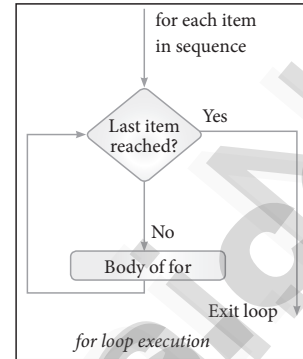 for each item
in sequence
Last item
reached?
Yes
No
Body of for
Exit loop
for loop execution